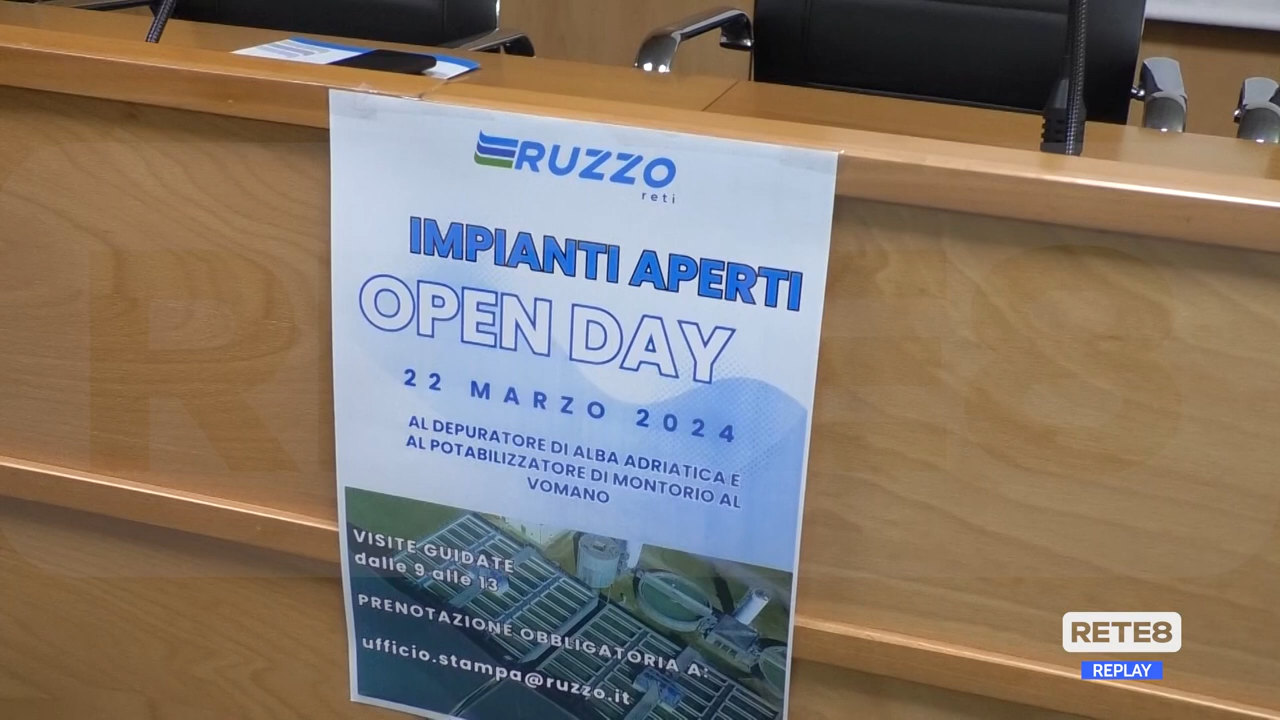 RUZZO
reti
IMPIANTI APERTI
OPEN DAY
22 MARZO 2024
AL DEPURATORE DI ALBA ADRIATICA E
AL POTABILIZZATORE DI MONTORIO AL
VOMANO
VISITE GUIDATE
dalle 9 alle 13
PRENOTAZIONE OBBLIGATORIA A:
ufficio.stampa@ruzzo.it
RETE8
RETE8
REPLAY